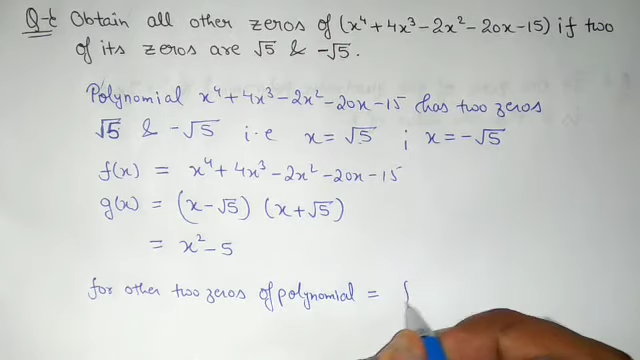 Q-6 Obtain all other zeros of (x⁴+4x³-2x²-20x-15) if two
of its zeros are √5 & -√5.
Polynomial x⁴+4x³-2x²-20x-15 has two zeros
√5 & -√5 i.e x=√5 ; x=-√5
f(x) = x⁴+4x³-2x²-20x-15
g(x) = (x-√5) (x+√5)
= x²-5
for other two zeros of polynomial =